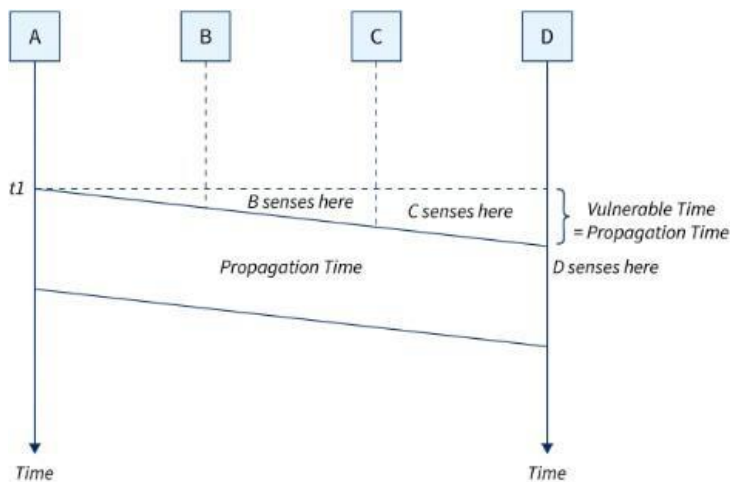 A
B
C
D
t1
B senses here
C senses here
Vulnerable Time
= Propagation Time
Propagation Time
D senses here
Time
Time